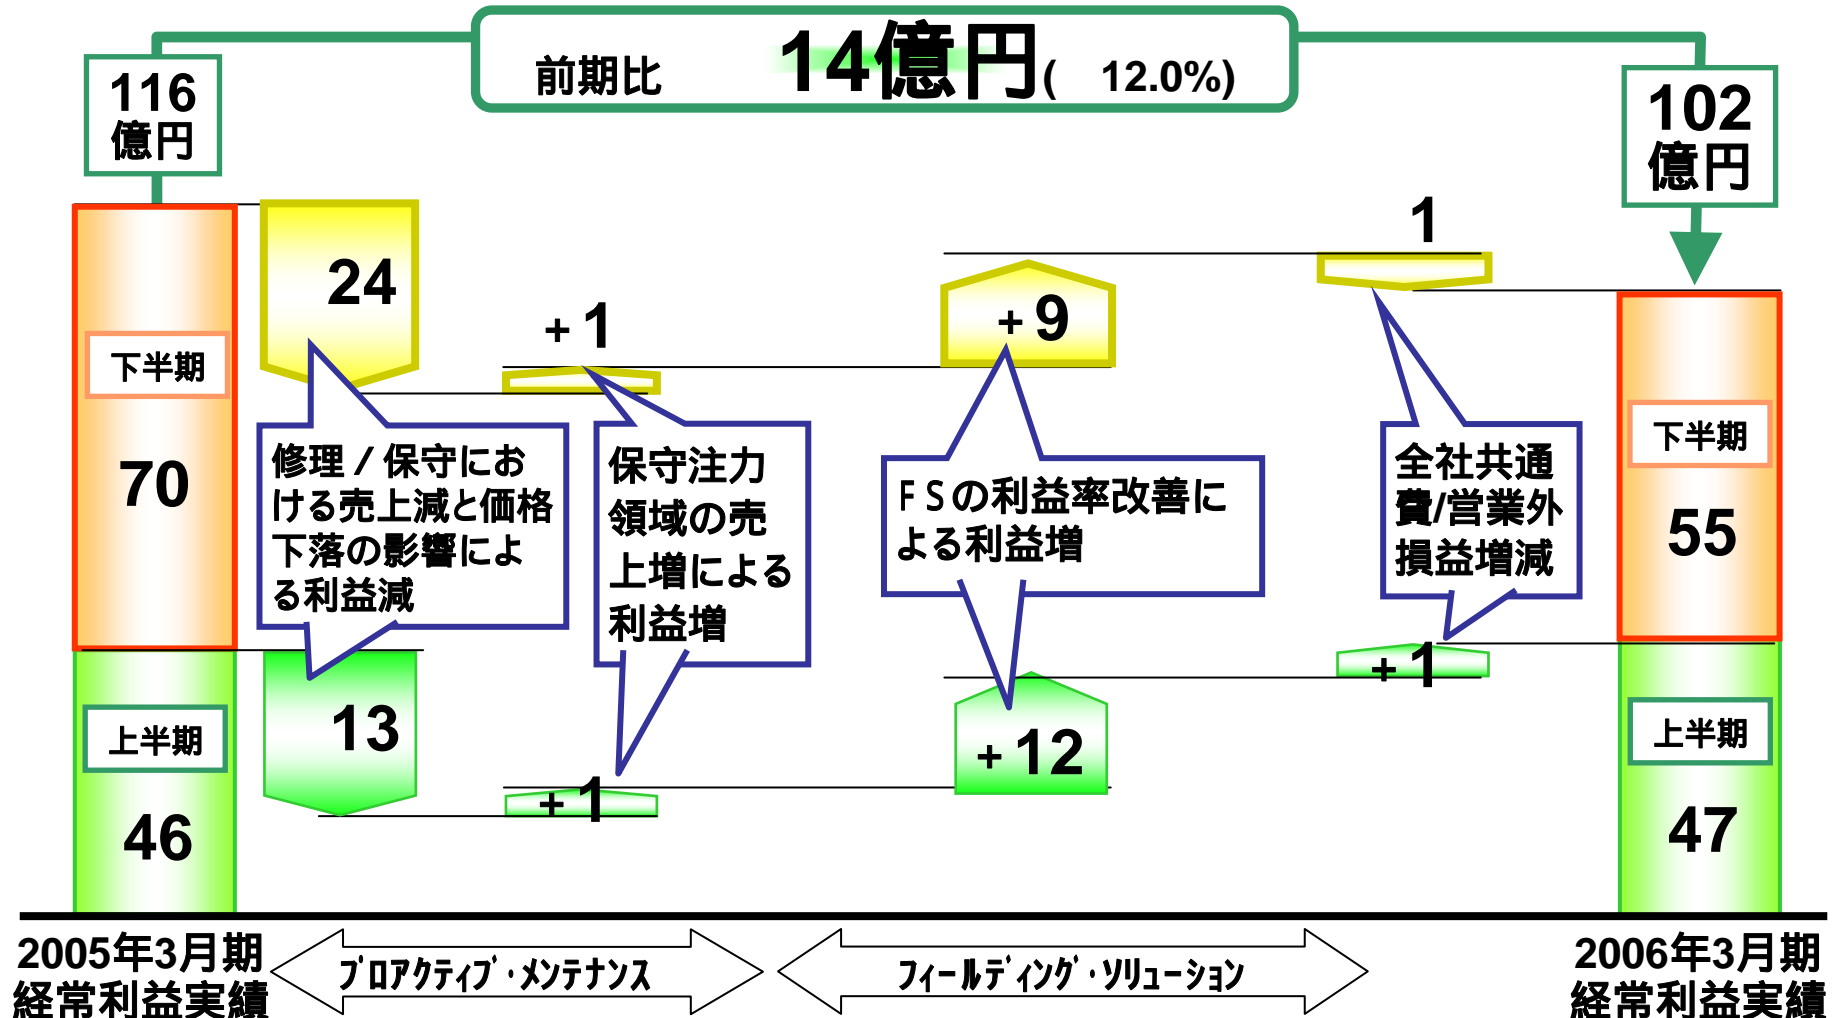 前期比 14億円( 12.0%)
116
億円
102
億円
24
+1
+9
1
下半期
70
修理/保守にお
ける売上減と価格
下落の影響によ
る利益減
保守注力
領域の売
上増による
利益増
FSの利益率改善に
よる利益増
全社共通
費/営業外
損益増減
下半期
55
13
+1
+12
+1
上半期
46
上半期
47
2005年3月期
経常利益実績
プロアクティブ・メンテナンス
フィールディング・ソリューション
2006年3月期
経常利益実績